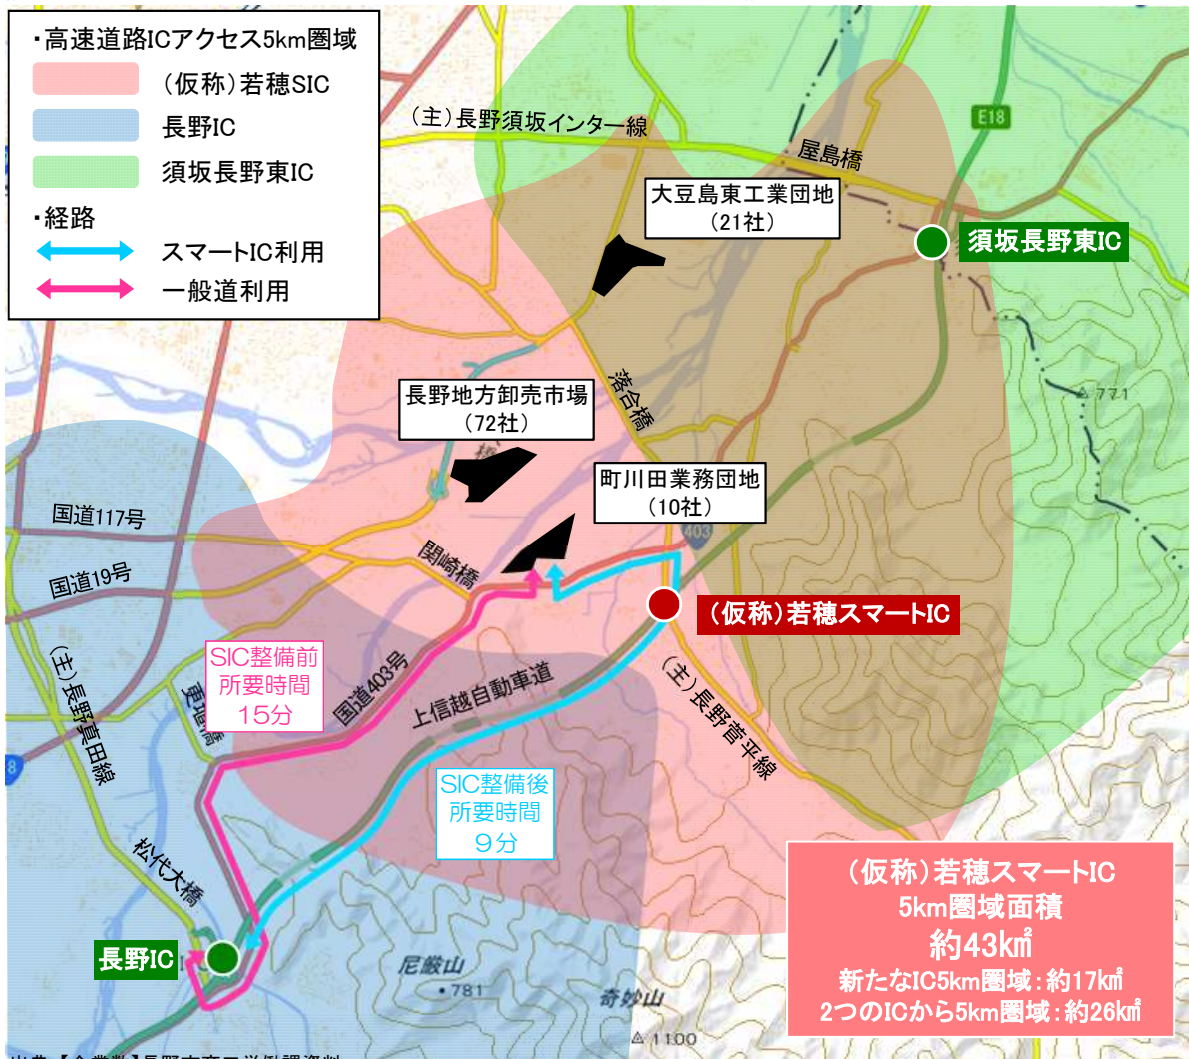 ・高速道路ICアクセス5km圏域
(仮称)若穂SIC
長野IC
須坂長野東IC
・経路
スマートIC利用
一般道利用
(主)長野須坂インター線
屋島橋
E18
大豆島東工業団地
(21社)
須坂長野東IC
771
落合橋
長野地方卸売市場
(72社)
橋
町川田業務団地
(10社)
403
国道117号
国道19号
関崎橋
(仮称)若穂スマートIC
SIC整備前
所要時間
15分
国道403号
上信越自動車道
(主)長野菅平線
(主)長野真田線
更埴橋
18
SIC整備後
所要時間
9分
松代大橋
長野IC
尼厳山
781
奇妙山
1100
(仮称)若穂スマートIC
5km圏域面積
約43k㎡
新たなIC5km圏域:約17k㎡
2つのICから5km圏域:約26k㎡